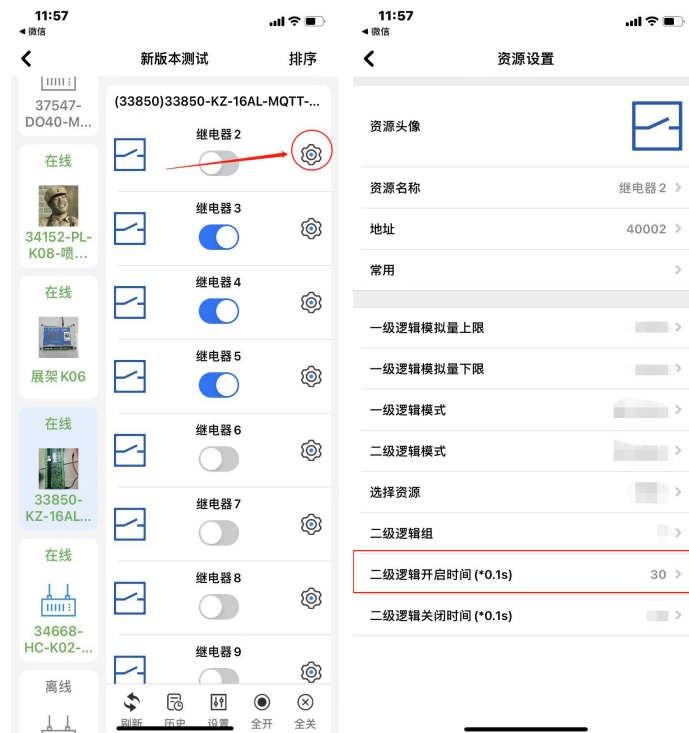 11:57
◀ 微信
新版本测试
排序
37547-
DO40-M...
在线
34152-PL-
K08-喷...
在线
展架K06
在线
33850-
KZ-16AL...
在线
34668-
HC-K02-...
离线
(33850)33850-KZ-16AL-MQTT-...
继电器2
继电器3
继电器4
继电器5
继电器6
继电器7
继电器8
继电器9
刷新
历史
设置
全开
全关
11:57
◀ 微信
资源设置
资源头像
资源名称
继电器2
地址
40002
常用
一级逻辑模拟量上限
一级逻辑模拟量下限
一级逻辑模式
二级逻辑模式
选择资源
二级逻辑组
二级逻辑开启时间(*0.1s)
30
二级逻辑关闭时间(*0.1s)